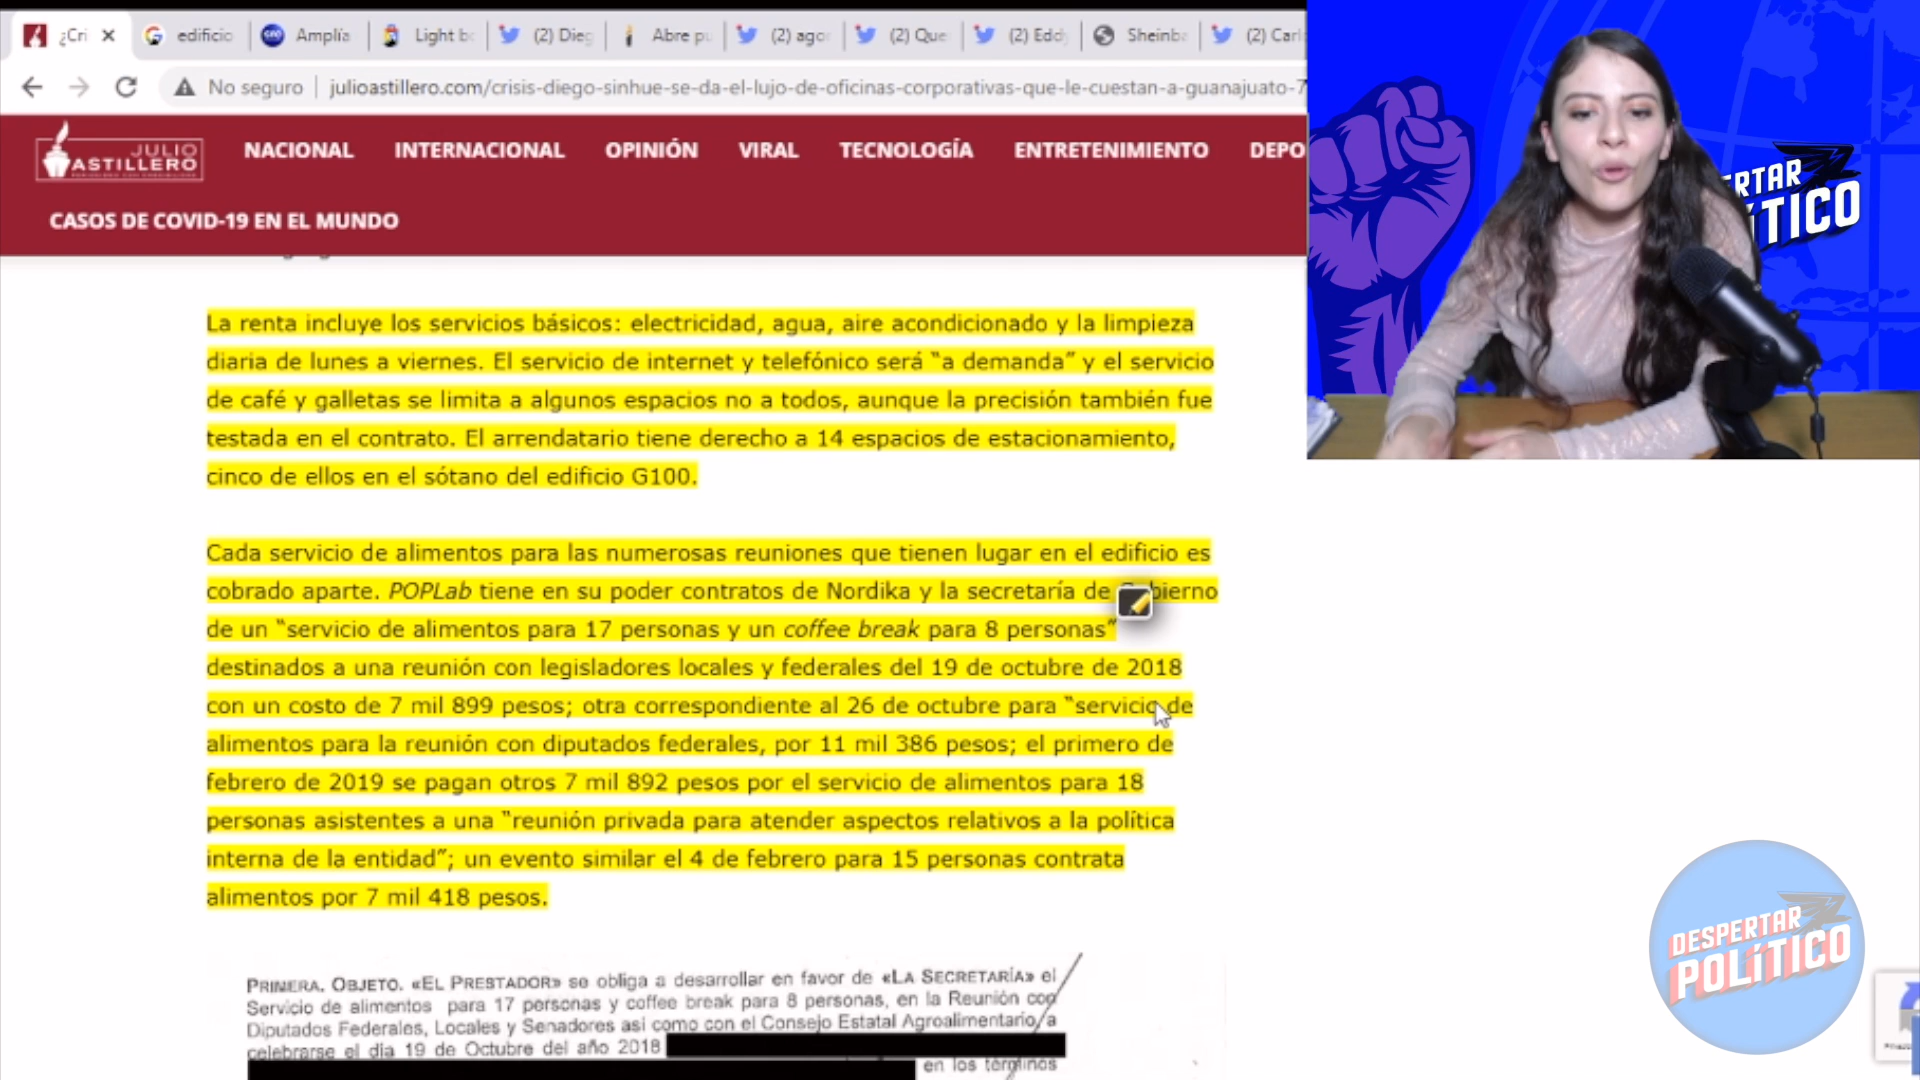 ¿Cri
edificio
Amplía
Light b
(2) Dieg
Abre p
(2) ago
(2) Que
(2) Edd
Sheinb
(2) Carl
No seguro
julioastillero.com/crisis-diego-sinhue-se-da-el-lujo-de-oficinas-corporativas-que-le-cuestan-a-guanajuato-7
JULIO
ASTILLERO
NACIONAL
INTERNACIONAL
OPINIÓN
VIRAL
TECNOLOGÍA
ENTRETENIMIENTO
DEPO
CASOS DE COVID-19 EN EL MUNDO
RTAR
ÍTICO
La renta incluye los servicios básicos: electricidad, agua, aire acondicionado y la limpieza
diaria de lunes a viernes. El servicio de internet y telefónico será “a demanda” y el servicio
de café y galletas se limita a algunos espacios no a todos, aunque la precisión también fue
testada en el contrato. El arrendatario tiene derecho a 14 espacios de estacionamiento,
cinco de ellos en el sótano del edificio G100.
Cada servicio de alimentos para las numerosas reuniones que tienen lugar en el edificio es
cobrado aparte. POPLab tiene en su poder contratos de Nordika y la secretaría de Gobierno
de un “servicio de alimentos para 17 personas y un coffee break para 8 personas”
destinados a una reunión con legisladores locales y federales del 19 de octubre de 2018
con un costo de 7 mil 899 pesos; otra correspondiente al 26 de octubre para “servicio de
alimentos para la reunión con diputados federales, por 11 mil 386 pesos; el primero de
febrero de 2019 se pagan otros 7 mil 892 pesos por el servicio de alimentos para 18
personas asistentes a una “reunión privada para atender aspectos relativos a la política
interna de la entidad”; un evento similar el 4 de febrero para 15 personas contrata
alimentos por 7 mil 418 pesos.
PRIMERA. OBJETO. «EL PRESTADOR» se obliga a desarrollar en favor de «LA SECRETARÍA» el
Servicio de alimentos para 17 personas y coffee break para 8 personas, en la Reunión con
Diputados Federales, Locales y Senadores asi como con el Consejo Estatal Agroalimentario, a
celebrarse el día 19 de Octubre del año 2018
en los términos
DESPERTAR
POLÍTICO